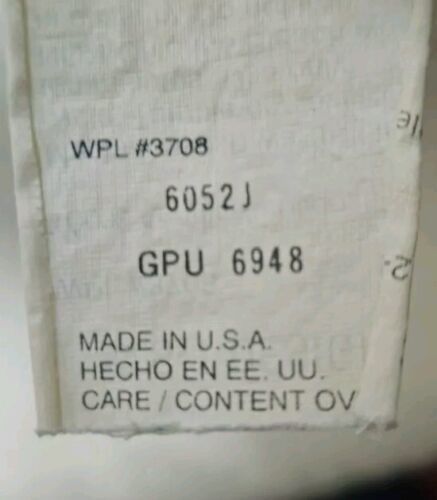 WPL #3708
6052J
GPU 6948
MADE IN U.S.A.
HECHO EN EE. UU.
CARE / CONTENT OV